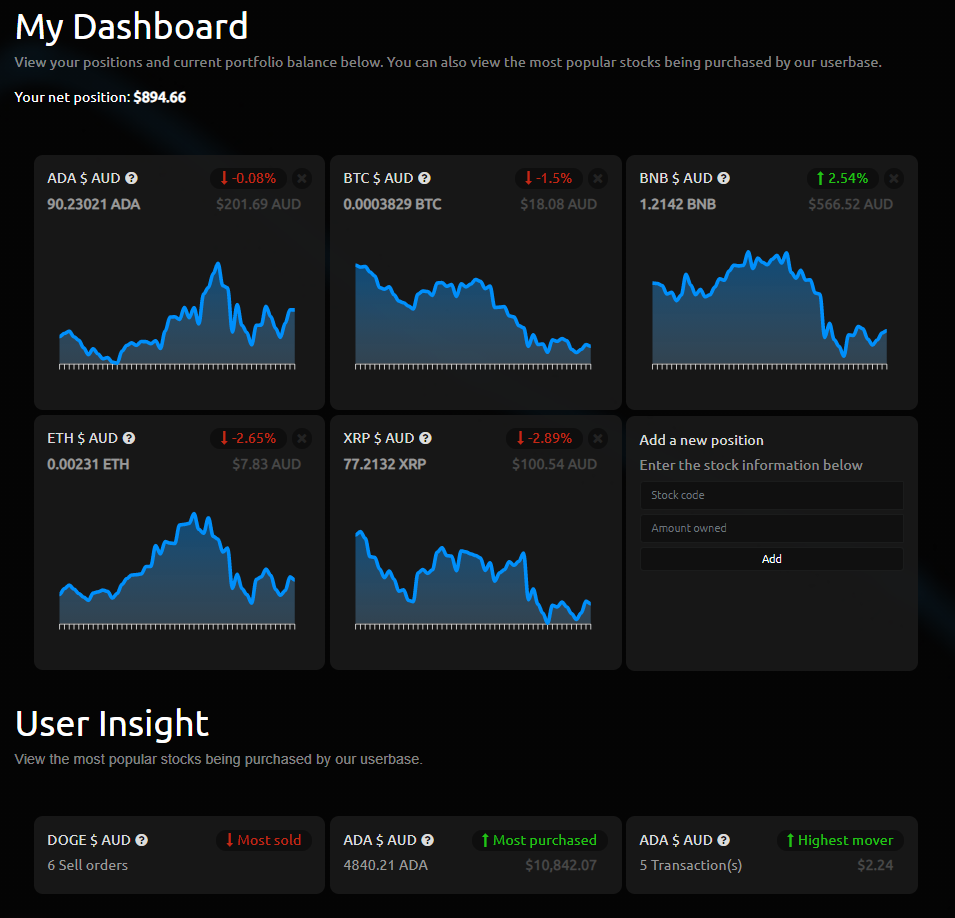 My Dashboard
View your positions and current portfolio balance below. You can also view the most popular stocks being purchased by our userbase.
Your net position: $894.66
ADA $ AUD -0.08%
90.23021 ADA $201.69 AUD
BTC $ AUD -1.5%
0.0003829 BTC $18.08 AUD
BNB $ AUD 2.54%
1.2142 BNB $566.52 AUD
ETH $ AUD -2.65%
0.00231 ETH $7.83 AUD
XRP $ AUD -2.89%
77.2132 XRP $100.54 AUD
Add a new position
Enter the stock information below
Stock code
Amount owned
Add
User Insight
View the most popular stocks being purchased by our userbase.
DOGE $ AUD Most sold
6 Sell orders
ADA $ AUD Most purchased
4840.21 ADA $10,842.07
ADA $ AUD Highest mover
5 Transaction(s) $2.24